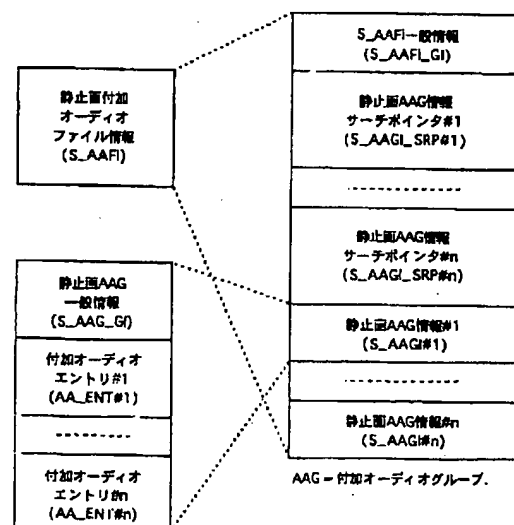 静止画付加
オーディオ
ファイル情報
(S_AAFI)
静止画AAG
一般情報
(S_AAG_GI)
付加オーディオ
エントリ#1
(AA_ENT#1)
付加オーディオ
エントリ#n
(AA_ENT#n)
S_AAFI一般情報
(S_AAFI_GI)
静止画AAG情報
サーチポインタ#1
(S_AAGI_SRP#1)
静止画AAG情報
サーチポインタ#n
(S_AAGI_SRP#n)
静止画AAG情報#1
(S_AAGI#1)
静止画AAG情報#n
(S_AAGI#n)
AAG = 付加オーディオグループ.